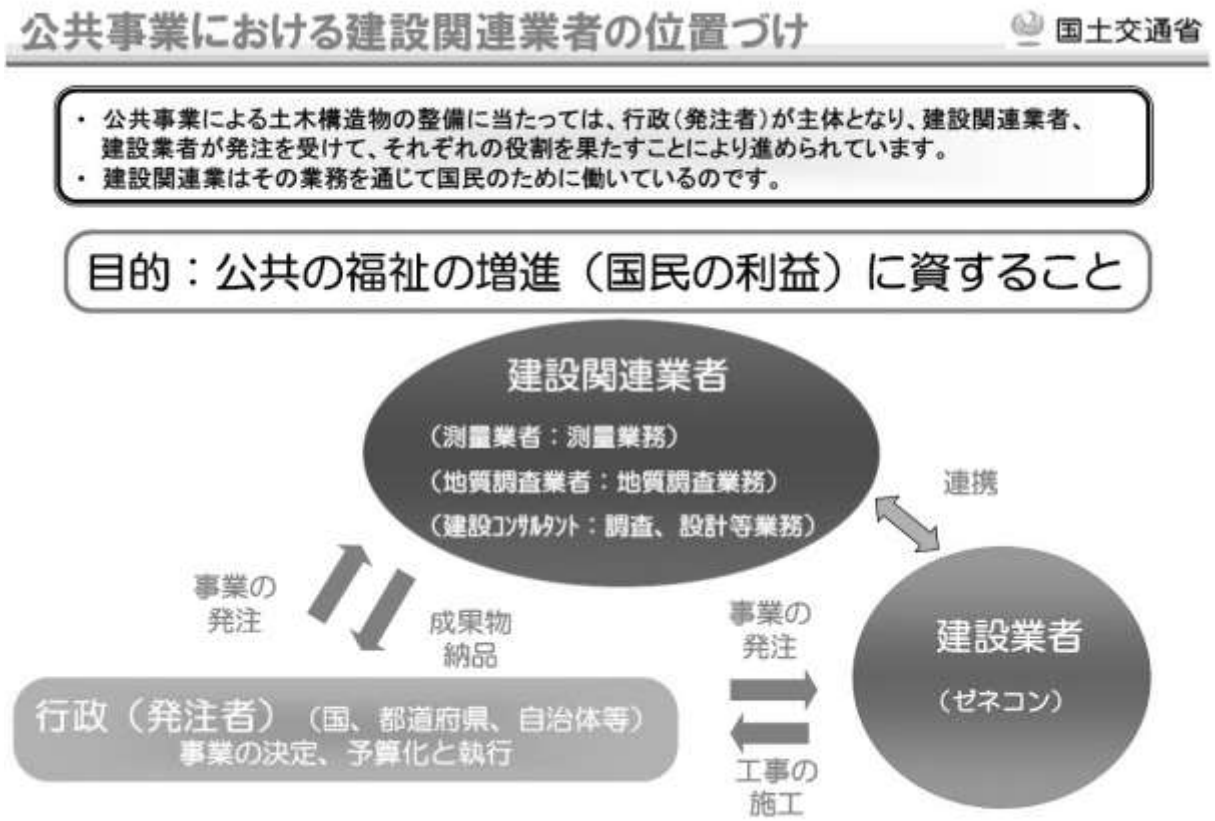 公共事業における建設関連業者の位置づけ
国土交通省
・ 公共事業による土木構造物の整備に当たっては、行政（発注者）が主体となり、建設関連業者、
建設業者が発注を受けて、それぞれの役割を果たすことにより進められています。
・ 建設関連業はその業務を通じて国民のために働いているのです。
目的：公共の福祉の増進（国民の利益）に資すること
建設関連業者
（測量業者：測量業務）
（地質調査業者：地質調査業務）
（建設ｺﾝｻﾙﾀﾝﾄ：調査、設計等業務）
連携
事業の
発注
成果物
納品
事業の
発注
建設業者
（ゼネコン）
行政（発注者）（国、都道府県、自治体等）
事業の決定、予算化と執行
工事の
施工